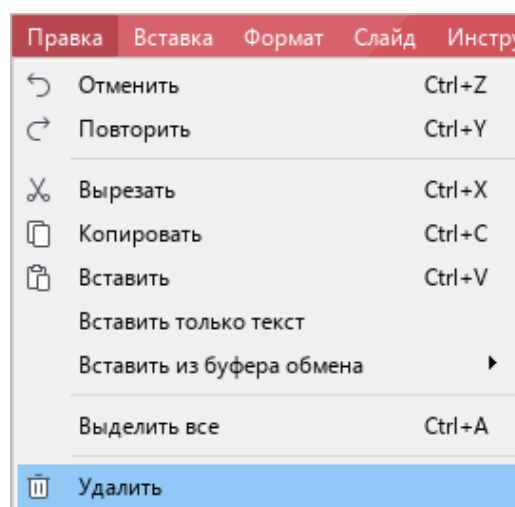 Правка Вставка Формат Слайд Инстру
Отменить Ctrl+Z
Повторить Ctrl+Y
Вырезать Ctrl+X
Копировать Ctrl+C
Вставить Ctrl+V
Вставить только текст
Вставить из буфера обмена
Выделить все Ctrl+A
Удалить